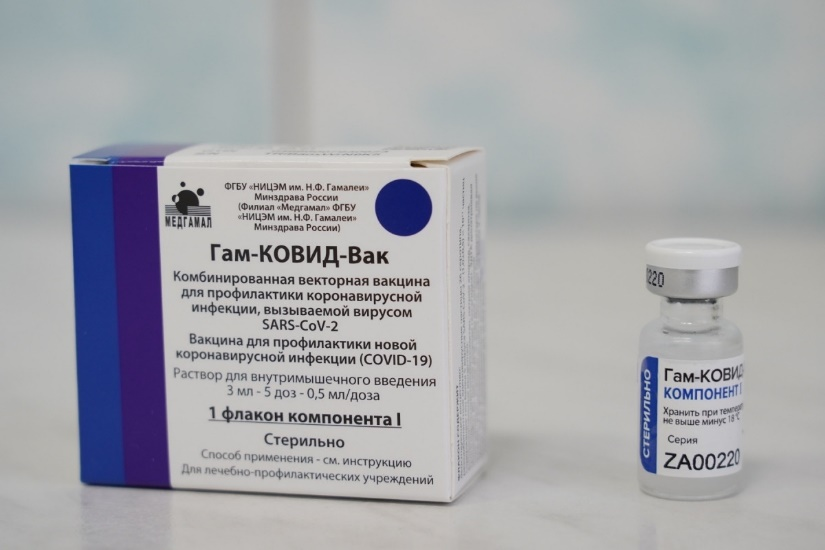 ФГБУ «НИЦЭМ им. Н.Ф. Гамалеи»
Минздрава России
(Филиал «Медгамал» ФГБУ
«НИЦЭМ им. Н.Ф. Гамалеи»
Минздрава России)
МЕДГАМАЛ
Гам-КОВИД-Вак
Комбинированная векторная вакцина
для профилактики коронавирусной
инфекции, вызываемой вирусом
SARS-CoV-2
Вакцина для профилактики новой
коронавирусной инфекции (COVID-19)
Раствор для внутримышечного введения
3 мл - 5 доз - 0,5 мл/доза
1 флакон компонента I
Стерильно
Способ применения - см. инструкцию
Для лечебно-профилактических учреждений
0220
СТЕРИЛЬНО
Гам-КОВИД-
КОМПОНЕНТ I
Хранить при
не выше минус 18 °C
Серия
ZA00220